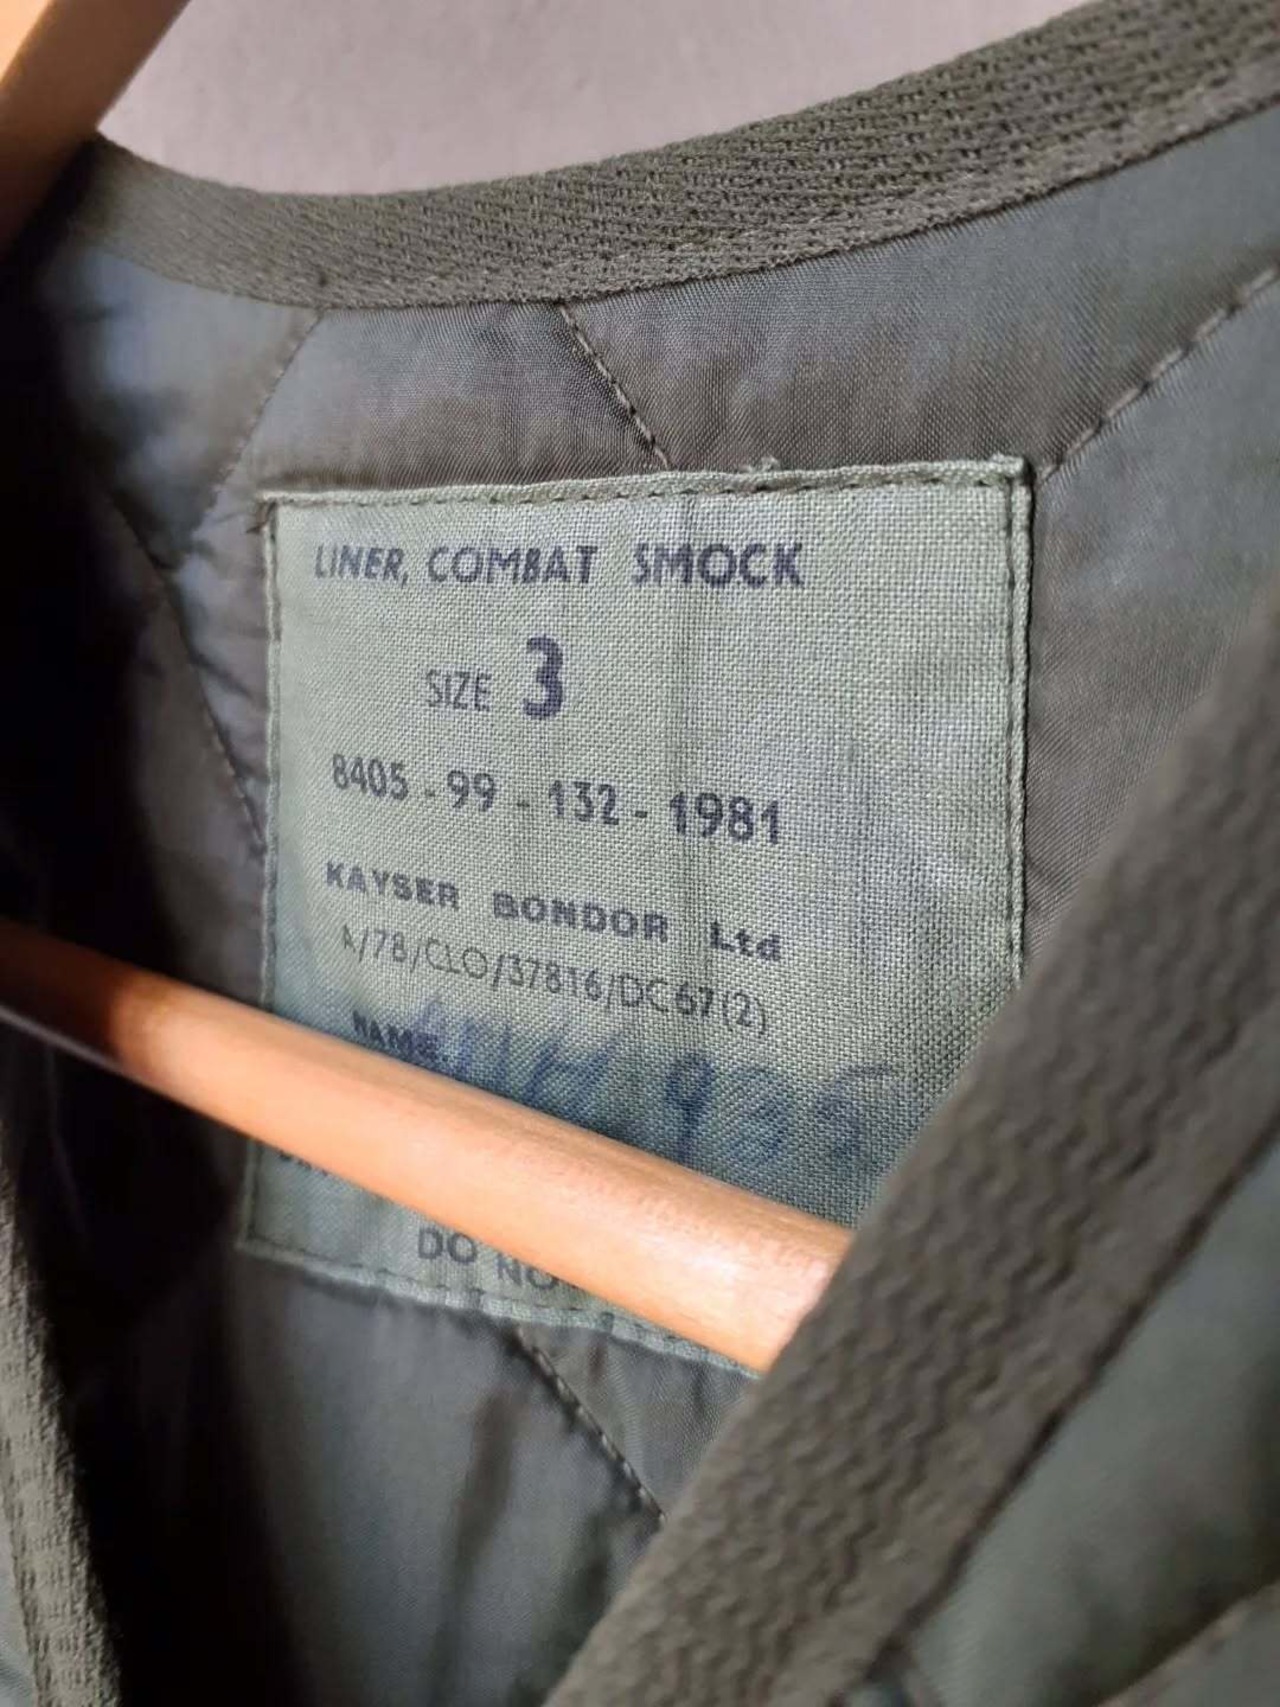 LINER, COMBAT SMOCK
SIZE 3
8405-99-132-1981
KAYSER BONDOR Ltd
A/78/CLO/37816/DC67(2)
NAME
DO NO